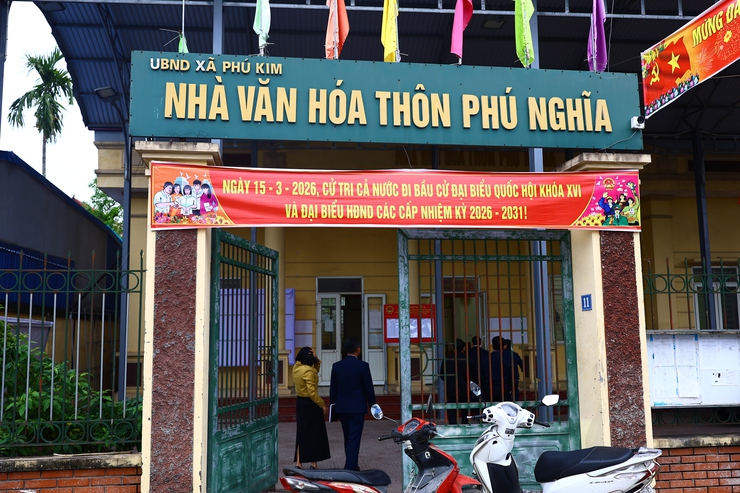 UBND XÃ PHÚ KIM
NHÀ VĂN HÓA THÔN PHÚ NGHĨA
MỪNG ĐẢ
NGÀY 15 - 3 - 2026, CỬ TRI CẢ NƯỚC ĐI BẦU CỬ ĐẠI BIỂU QUỐC HỘI KHÓA XVI
VÀ ĐẠI BIỂU HĐND CÁC CẤP NHIỆM KỲ 2026 - 2031!
11